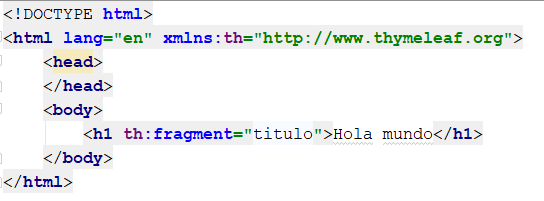 <!DOCTYPE html>
<html lang="en" xmlns:th="http://www.thymeleaf.org">
<head>
</head>
<body>
<h1 th:fragment="titulo">Hola mundo</h1>
</body>
</html>